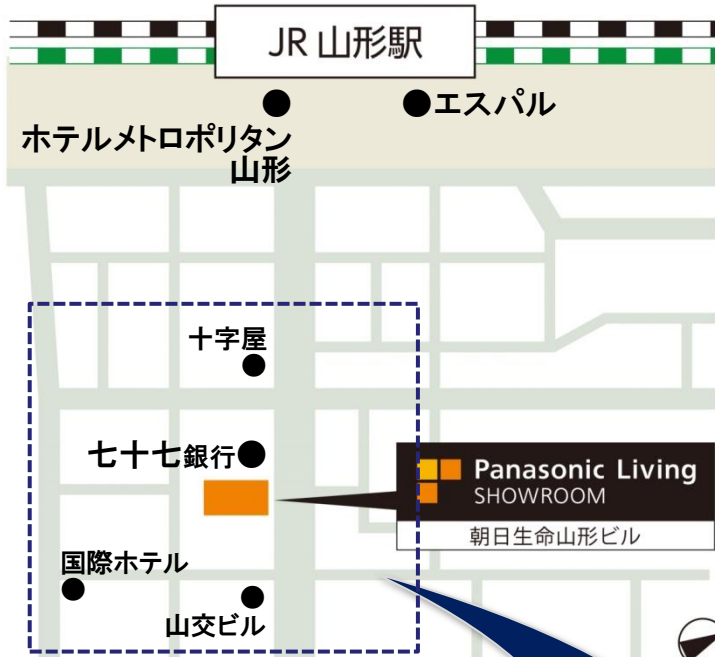 JR 山形駅
●エスパル
ホテルメトロポリタン
山形
十字屋
七十七銀行
Panasonic Living
SHOWROOM
朝日生命山形ビル
国際ホテル
山交ビル